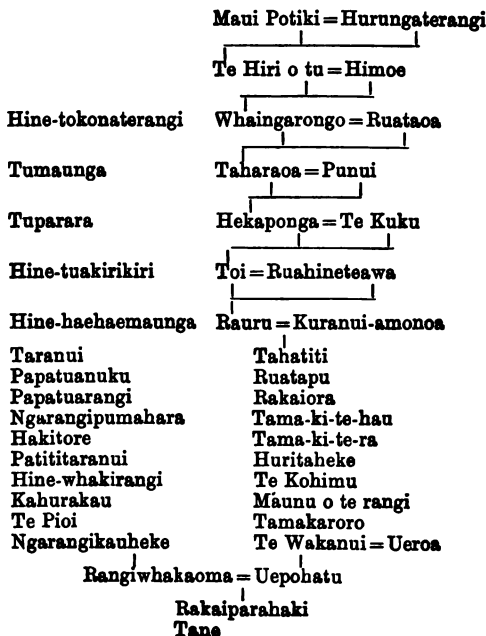 Maui Potiki = Hurungaterangi
Te Hiri o tu = Himoe
Hine-tokonaterangi Whaingarongo = Ruataoa
Tumaunga Taharaoa = Punui
Tuparara Hekaponga = Te Kuku
Hine-tuakirikiri Toi = Ruahineteawa
Hine-haehaemaunga Rauru = Kuranui-amonoa
Taranui Tahatiti
Papatuanuku Ruatapu
Papatuarangi Rakaiora
Ngarangipumahara Tama-ki-te-hau
Hakitore Tama-ki-te-ra
Patititaranui Huritaheke
Hine-whakirangi Te Kohimu
Kahurakau Maunu o te rangi
Te Pioi Tamakaroro
Ngarangikauheke Te Wakanui = Ueroa
Rangiwhakaoma = Uepohatu
Rakaiparahaki
Tane